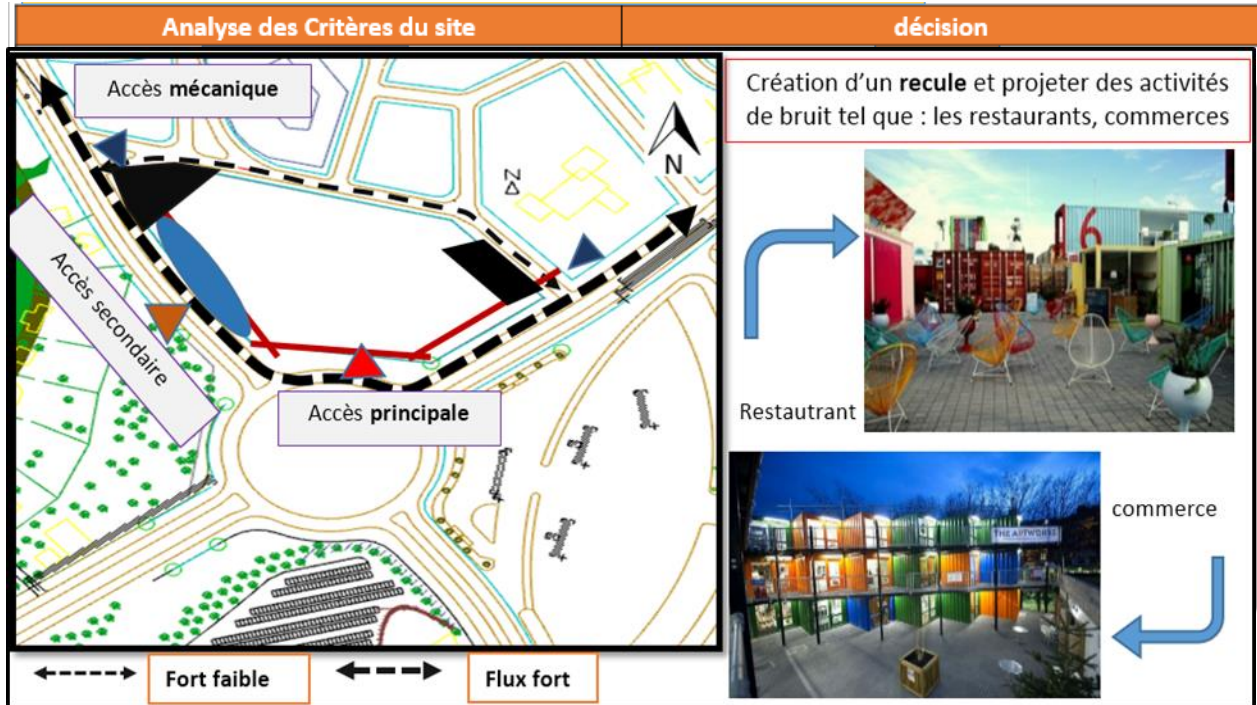 Analyse des Critères du site
décision
Accès mécanique
N
Accès secondaire
Accès principale
Fort faible
Flux fort
Création d’un recule et projeter des activités
de bruit tel que : les restaurants, commerces
6
Restautrant
THE ARTWORKS
commerce